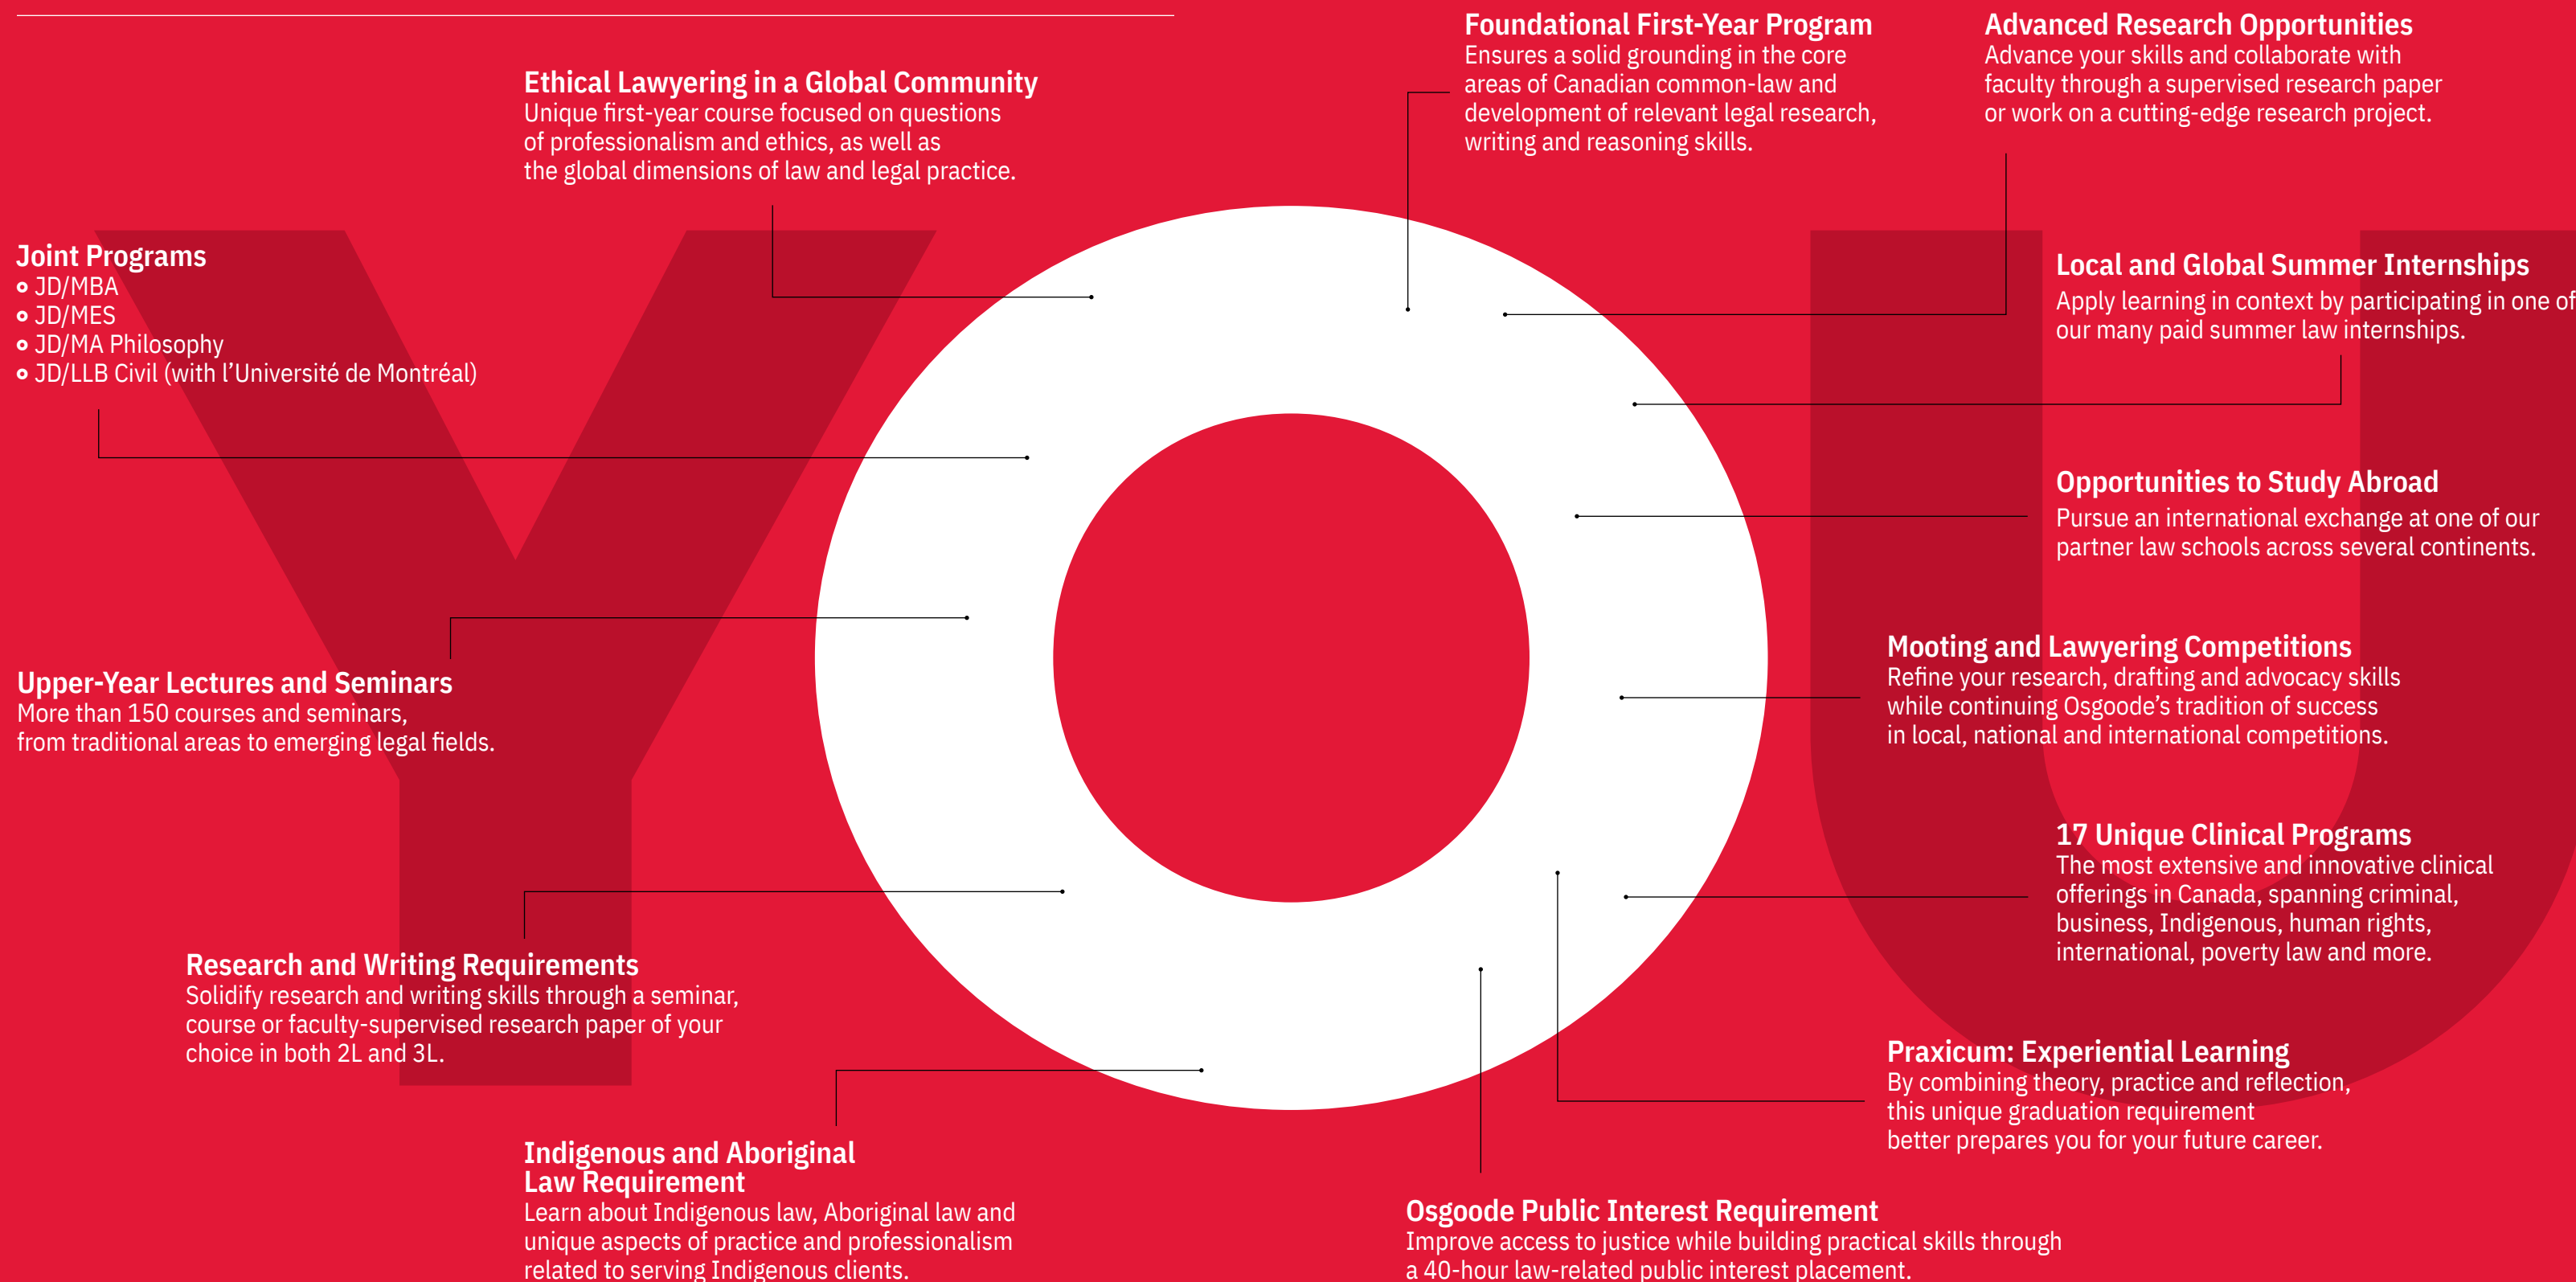 Foundational First-Year Program
Ensures a solid grounding in the core
areas of Canadian common-law and
development of relevant legal research,
writing and reasoning skills.
Advanced Research Opportunities
Advance your skills and collaborate with
faculty through a supervised research paper
or work on a cutting-edge research project.
Ethical Lawyering in a Global Community
Unique first-year course focused on questions
of professionalism and ethics, as well as
the global dimensions of law and legal practice.
Joint Programs
JD/MBA
JD/MES
JD/MA Philosophy
JD/LLB Civil (with l’Université de Montréal)
Local and Global Summer Internships
Apply learning in context by participating in one of
our many paid summer law internships.
YOU
Opportunities to Study Abroad
Pursue an international exchange at one of our
partner law schools across several continents.
Upper-Year Lectures and Seminars
More than 150 courses and seminars,
from traditional areas to emerging legal fields.
Mooting and Lawyering Competitions
Refine your research, drafting and advocacy skills
while continuing Osgoode’s tradition of success
in local, national and international competitions.
17 Unique Clinical Programs
The most extensive and innovative clinical
offerings in Canada, spanning criminal,
business, Indigenous, human rights,
international, poverty law and more.
Research and Writing Requirements
Solidify research and writing skills through a seminar,
course or faculty-supervised research paper of your
choice in both 2L and 3L.
Praxicum: Experiential Learning
By combining theory, practice and reflection,
this unique graduation requirement
better prepares you for your future career.
Indigenous and Aboriginal
Law Requirement
Learn about Indigenous law, Aboriginal law and
unique aspects of practice and professionalism
related to serving Indigenous clients.
Osgoode Public Interest Requirement
Improve access to justice while building practical skills through
a 40-hour law-related public interest placement.